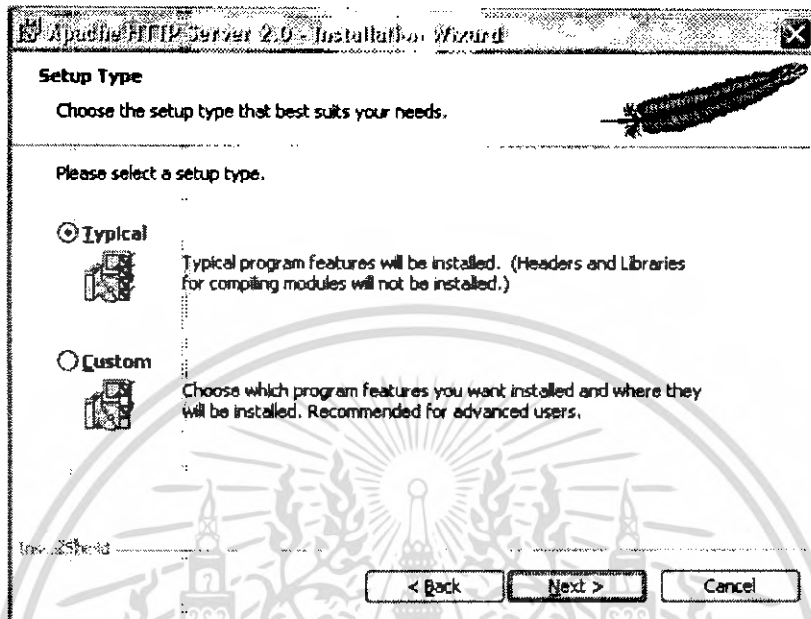 Apache HTTP Server 2.0 - Installation Wizard
Setup Type
Choose the setup type that best suits your needs.
Please select a setup type.
Typical
Typical program features will be installed. (Headers and Libraries
for compiling modules will not be installed.)
Custom
Choose which program features you want installed and where they
will be installed. Recommended for advanced users.
InstallShield
< Back
Next >
Cancel